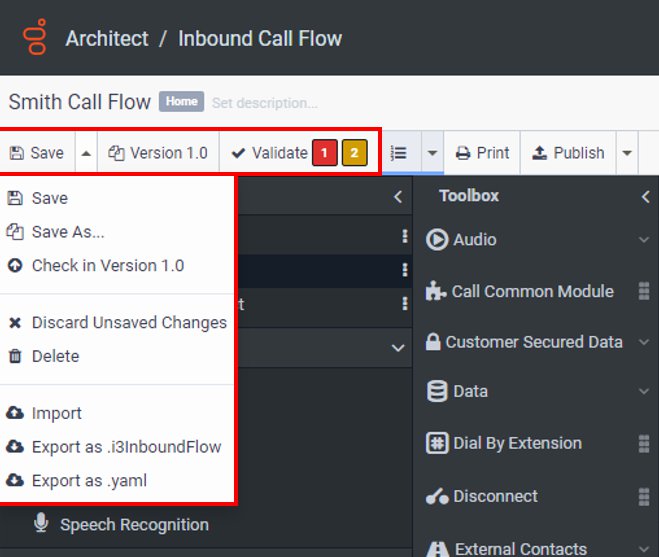 Architect / Inbound Call Flow
Smith Call Flow Home Set description...
Save Version 1.0 Validate 1 2 Print Publish
Save
Save As...
Check in Version 1.0
Discard Unsaved Changes
Delete
Import
Export as .i3InboundFlow
Export as .yaml
t
Speech Recognition
Toolbox
Audio
Call Common Module
Customer Secured Data
Data
Dial By Extension
Disconnect
External Contacts